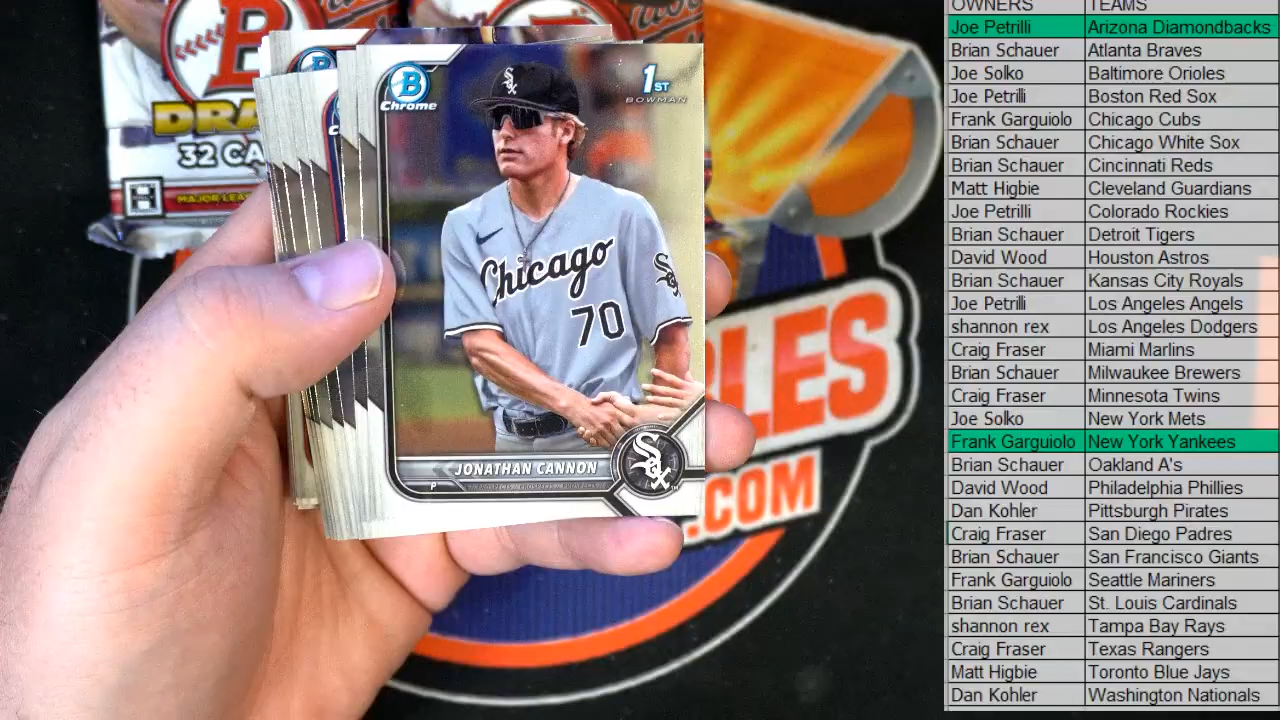 DRA
32 CA
MAJOR LEA
B
Chrome
1ST
BOWMAN
Sox
Chicago
70
Sox
JONATHAN CANNON
P
Sox
LES
.COM
OWNERS TEAMS
Joe Petrilli Arizona Diamondbacks
Brian Schauer Atlanta Braves
Joe Solko Baltimore Orioles
Joe Petrilli Boston Red Sox
Frank Garguiolo Chicago Cubs
Brian Schauer Chicago White Sox
Brian Schauer Cincinnati Reds
Matt Higbie Cleveland Guardians
Joe Petrilli Colorado Rockies
Brian Schauer Detroit Tigers
David Wood Houston Astros
Brian Schauer Kansas City Royals
Joe Petrilli Los Angeles Angels
shannon rex Los Angeles Dodgers
Craig Fraser Miami Marlins
Brian Schauer Milwaukee Brewers
Craig Fraser Minnesota Twins
Joe Solko New York Mets
Frank Garguiolo New York Yankees
Brian Schauer Oakland A's
David Wood Philadelphia Phillies
Dan Kohler Pittsburgh Pirates
Craig Fraser San Diego Padres
Brian Schauer San Francisco Giants
Frank Garguiolo Seattle Mariners
Brian Schauer St. Louis Cardinals
shannon rex Tampa Bay Rays
Craig Fraser Texas Rangers
Matt Higbie Toronto Blue Jays
Dan Kohler Washington Nationals